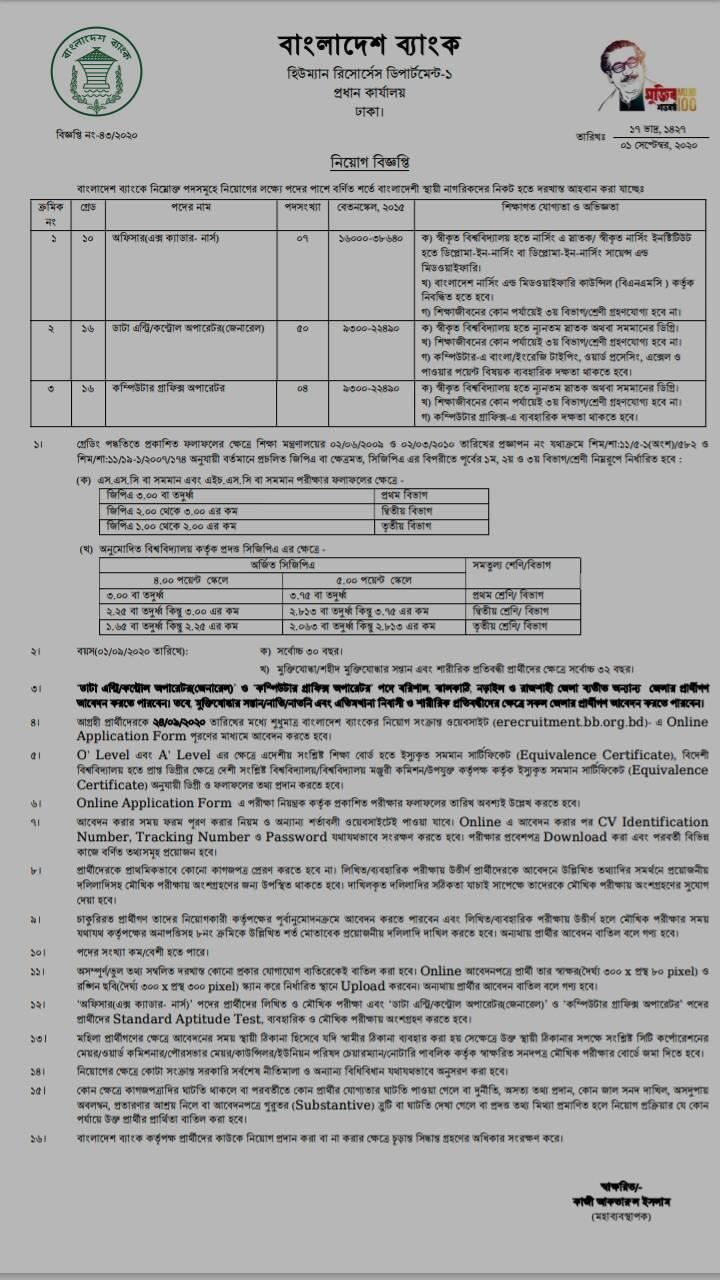 বাংলাদেশ ব্যাংক
বাংলাদেশ ব্যাংক
হিউম্যান রিসোর্সেস ডিপার্টমেন্ট-১
প্রধান কার্যালয়
ঢাকা।
মুজিব
শতবর্ষ
100
বিজ্ঞপ্তি নং-৪৩/২০২০
তারিখঃ ১৭ ভাদ্র, ১৪২৭
০১ সেপ্টেম্বর, ২০২০
নিয়োগ বিজ্ঞপ্তি
বাংলাদেশ ব্যাংকে নিম্নোক্ত পদসমূহে নিয়োগের লক্ষ্যে পদের পাশে বর্ণিত শর্তে বাংলাদেশী স্থায়ী নাগরিকদের নিকট হতে দরখাস্ত আহবান করা যাচ্ছেঃ
ক্রমিক নং গ্রেড পদের নাম পদসংখ্যা বেতনস্কেল, ২০১৫ শিক্ষাগত যোগ্যতা ও অভিজ্ঞতা
১ ১০ অফিসার(এক্স ক্যাডার- নার্স) ০৭ ১৬০০০-৩৮৬৪০ ক) স্বীকৃত বিশ্ববিদ্যালয় হতে নার্সিং এ স্নাতক/ স্বীকৃত নার্সিং ইনষ্টিটিউট
হতে ডিপ্লোমা-ইন-নার্সিং বা ডিপ্লোমা-ইন-নার্সিং সায়েন্স এন্ড
মিডওয়াইফারি।
খ) বাংলাদেশ নার্সিং এন্ড মিডওয়াইফারি কাউন্সিল (বিএনএমসি ) কর্তৃক
নিবন্ধিত হতে হবে।
গ) শিক্ষাজীবনের কোন পর্যায়েই ৩য় বিভাগ/শ্রেণী গ্রহণযোগ্য হবে না।
২ ১৬ ডাটা এন্ট্রি/কন্ট্রোল অপারেটর(জেনারেল) ৫০ ৯৩০০-২২৪৯০ ক) স্বীকৃত বিশ্ববিদ্যালয় হতে ন্যূনতম স্নাতক অথবা সমমানের ডিগ্রি।
খ) শিক্ষাজীবনের কোন পর্যায়েই ৩য় বিভাগ/শ্রেণী গ্রহণযোগ্য হবে না।
গ) কম্পিউটার-এ বাংলা/ইংরেজি টাইপিং, ওয়ার্ড প্রসেসিং, এক্সেল ও
পাওয়ার পয়েন্ট বিষয়ক ব্যবহারিক দক্ষতা থাকতে হবে।
৩ ১৬ কম্পিউটার গ্রাফিক্স অপারেটর ০৪ ৯৩০০-২২৪৯০ ক) স্বীকৃত বিশ্ববিদ্যালয় হতে ন্যূনতম স্নাতক অথবা সমমানের ডিগ্রি।
খ) শিক্ষাজীবনের কোন পর্যায়েই ৩য় বিভাগ/শ্রেণী গ্রহণযোগ্য হবে না।
গ) কম্পিউটার গ্রাফিক্স-এ ব্যবহারিক দক্ষতা থাকতে হবে।
১। গ্রেডিং পদ্ধতিতে প্রকাশিত ফলাফলের ক্ষেত্রে শিক্ষা মন্ত্রণালয়ের ০২/০৬/২০০৯ ও ০২/০৩/২০১০ তারিখের প্রজ্ঞাপন নং যথাক্রমে শিম/শা:১১/৫-১(অংশ)/৫৮২ ও
শিম/শা:১১/১৯-১/২০০৭/১৭৪ অনুযায়ী বর্তমানে প্রচলিত জিপিএ বা ক্ষেত্রমত, সিজিপিএ এর বিপরীতে পূর্বের ১ম, ২য় ও ৩য় বিভাগ/শ্রেণী নিম্নরূপে নির্ধারিত হবে :
(ক) এস.এস.সি বা সমমান এবং এইচ.এস.সি বা সমমান পরীক্ষার ফলাফলের ক্ষেত্রে -
জিপিএ ৩.০০ বা তদূর্ধ্ব প্রথম বিভাগ
জিপিএ ২.০০ থেকে ৩.০০ এর কম দ্বিতীয় বিভাগ
জিপিএ ১.০০ থেকে ২.০০ এর কম তৃতীয় বিভাগ
(খ) অনুমোদিত বিশ্ববিদ্যালয় কর্তৃক প্রদত্ত সিজিপিএ এর ক্ষেত্রে -
অর্জিত সিজিপিএ সমতুল্য শ্রেণি/বিভাগ
৪.০০ পয়েন্ট স্কেলে ৫.০০ পয়েন্ট স্কেলে
৩.০০ বা তদূর্ধ্ব ৩.৭৫ বা তদূর্ধ্ব প্রথম শ্রেণি/ বিভাগ
২.২৫ বা তদূর্ধ্ব কিন্তু ৩.০০ এর কম ২.৮১৩ বা তদূর্ধ্ব কিন্তু ৩.৭৫ এর কম দ্বিতীয় শ্রেণি/ বিভাগ
১.৬৫ বা তদূর্ধ্ব কিন্তু ২.২৫ এর কম ২.০৬৩ বা তদূর্ধ্ব কিন্তু ২.৮১৩ এর কম তৃতীয় শ্রেণি/ বিভাগ
২। বয়স(০১/০৯/২০২০ তারিখে): ক) সর্বোচ্চ ৩০ বছর।
খ) মুক্তিযোদ্ধা/শহীদ মুক্তিযোদ্ধার সন্তান এবং শারীরিক প্রতিবন্ধী প্রার্থীদের ক্ষেত্রে সর্বোচ্চ ৩২ বছর।
৩। 'ডাটা এন্ট্রি/কন্ট্রোল অপারেটর(জেনারেল)' ও 'কম্পিউটার গ্রাফিক্স অপারেটর' পদে বরিশাল, ঝালকাঠি, নড়াইল ও রাজশাহী জেলা ব্যতীত অন্যান্য জেলার প্রার্থীগণ
আবেদন করতে পারবেন। তবে, মুক্তিযোদ্ধার সন্তান/নাতি/নাতনি এবং এতিমখানা নিবাসী ও শারীরিক প্রতিবন্ধীদের ক্ষেত্রে সকল জেলার প্রার্থীগণ আবেদন করতে পারবেন।
৪। আগ্রহী প্রার্থীদেরকে ২৪/০৯/২০২০ তারিখের মধ্যে শুধুমাত্র বাংলাদেশ ব্যাংকের নিয়োগ সংক্রান্ত ওয়েবসাইট (erecruitment.bb.org.bd)- এ Online
Application Form পূরণের মাধ্যমে আবেদন করতে হবে।
৫। O' Level এবং A' Level এর ক্ষেত্রে এদেশীয় সংশ্লিষ্ট শিক্ষা বোর্ড হতে ইস্যুকৃত সমমান সার্টিফিকেট (Equivalence Certificate), বিদেশী
বিশ্ববিদ্যালয় হতে প্রাপ্ত ডিগ্রীর ক্ষেত্রে দেশী সংশ্লিষ্ট বিশ্ববিদ্যালয়/বিশ্ববিদ্যালয় মঞ্জুরী কমিশন/উপযুক্ত কর্তৃপক্ষ কর্তৃক ইস্যুকৃত সমমান সার্টিফিকেট (Equivalence
Certificate) অনুযায়ী ডিগ্রী ও ফলাফলের তথ্য প্রদান করতে হবে।
৬। Online Application Form এ পরীক্ষা নিয়ন্ত্রক কর্তৃক প্রকাশিত পরীক্ষার ফলাফলের তারিখ অবশ্যই উল্লেখ করতে হবে।
৭। আবেদন করার সময় ফরম পূরণ করার নিয়ম ও অন্যান্য শর্তাবলী ওয়েবসাইটেই পাওয়া যাবে। Online এ আবেদন করার পর CV Identification
Number, Tracking Number ও Password যথাযথভাবে সংরক্ষণ করতে হবে। পরীক্ষার প্রবেশপত্র Download করা এবং পরবর্তী বিভিন্ন
কাজে বর্ণিত তথ্যসমূহ প্রয়োজন হবে।
৮। প্রার্থীদেরকে প্রাথমিকভাবে কোনো কাগজপত্র প্রেরণ করতে হবে না। লিখিত/ব্যবহারিক পরীক্ষায় উত্তীর্ণ প্রার্থীদেরকে আবেদনে উল্লিখিত তথ্যাদির সমর্থনে প্রয়োজনীয়
দলিলাদিসহ মৌখিক পরীক্ষায় অংশগ্রহণের জন্য উপস্থিত থাকতে হবে। দাখিলকৃত দলিলাদির সঠিকতা যাচাই সাপেক্ষে তাদেরকে মৌখিক পরীক্ষায় অংশগ্রহণের সুযোগ
দেয়া হবে।
৯। চাকুরিরত প্রার্থীগণ তাদের নিয়োগকারী কর্তৃপক্ষের পূর্বানুমোদনক্রমে আবেদন করতে পারবেন এবং লিখিত/ব্যবহারিক পরীক্ষায় উত্তীর্ণ হলে মৌখিক পরীক্ষার সময়
যথাযথ কর্তৃপক্ষের অনাপত্তিসহ ৮নং ক্রমিকে উল্লিখিত শর্ত মোতাবেক প্রয়োজনীয় দলিলাদি দাখিল করতে হবে। অন্যথায় প্রার্থীর আবেদন বাতিল বলে গণ্য হবে।
১০। পদের সংখ্যা কম/বেশী হতে পারে।
১১। অসম্পূর্ণ/ভুল তথ্য সম্বলিত দরখাস্ত কোনো প্রকার যোগাযোগ ব্যতিরেকেই বাতিল করা হবে। Online আবেদনপত্রে প্রার্থী তার স্বাক্ষর(দৈর্ঘ্য ৩০০ x প্রস্থ ৮০ pixel) ও
রঙ্গিন ছবি(দৈর্ঘ্য ৩০০ x প্রস্থ ৩০০ pixel) স্ক্যান করে নির্ধারিত স্থানে Upload করবেন। অন্যথায় প্রার্থীর আবেদন বাতিল বলে গণ্য হবে।
১২। 'অফিসার(এক্স ক্যাডার- নার্স)' পদের প্রার্থীদের লিখিত ও মৌখিক পরীক্ষা এবং 'ডাটা এন্ট্রি/কন্ট্রোল অপারেটর(জেনারেল)' ও 'কম্পিউটার গ্রাফিক্স অপারেটর' পদের
প্রার্থীদের Standard Aptitude Test, ব্যবহারিক ও মৌখিক পরীক্ষায় অংশগ্রহণ করতে হবে।
১৩। মহিলা প্রার্থীগণের ক্ষেত্রে আবেদনের সময় স্থায়ী ঠিকানা হিসেবে যদি স্বামীর ঠিকানা ব্যবহার করা হয় সেক্ষেত্রে উক্ত স্থায়ী ঠিকানার সপক্ষে সংশ্লিষ্ট সিটি কর্পোরেশনের
মেয়র/ওয়ার্ড কমিশনার/পৌরসভার মেয়র/কাউন্সিলর/ইউনিয়ন পরিষদ চেয়ারম্যান/নোটারি পাবলিক কর্তৃক স্বাক্ষরিত সনদপত্র মৌখিক পরীক্ষার বোর্ডে জমা দিতে হবে।
১৪। নিয়োগের ক্ষেত্রে কোটা সংক্রান্ত সরকারি সর্বশেষ নীতিমালা ও অন্যান্য বিধিবিধান যথাযথভাবে অনুসরণ করা হবে।
১৫। কোন ক্ষেত্রে কাগজপত্রাদির ঘাটতি থাকলে বা পরবর্তীতে কোন প্রার্থীর যোগ্যতার ঘাটতি পাওয়া গেলে বা দুর্নীতি, অসত্য তথ্য প্রদান, কোন জাল সনদ দাখিল, অসদুপায়
অবলম্বন, প্রতারণার আশ্রয় নিলে বা আবেদনপত্রে গুরুতর (Substantive) ত্রুটি বা ঘাটতি দেখা গেলে বা প্রদত্ত তথ্য মিথ্যা প্রমাণিত হলে নিয়োগ প্রক্রিয়ার যে কোন
পর্যায়ে উক্ত প্রার্থীর প্রার্থিতা বাতিল করা হবে।
১৬। বাংলাদেশ ব্যাংক কর্তৃপক্ষ প্রার্থীদের কাউকে নিয়োগ প্রদান করা বা না করার ক্ষেত্রে চূড়ান্ত সিদ্ধান্ত গ্রহণের অধিকার সংরক্ষণ করে।
স্বাক্ষরিত/-
কাজী আকতারুল ইসলাম
(মহাব্যবস্থাপক)